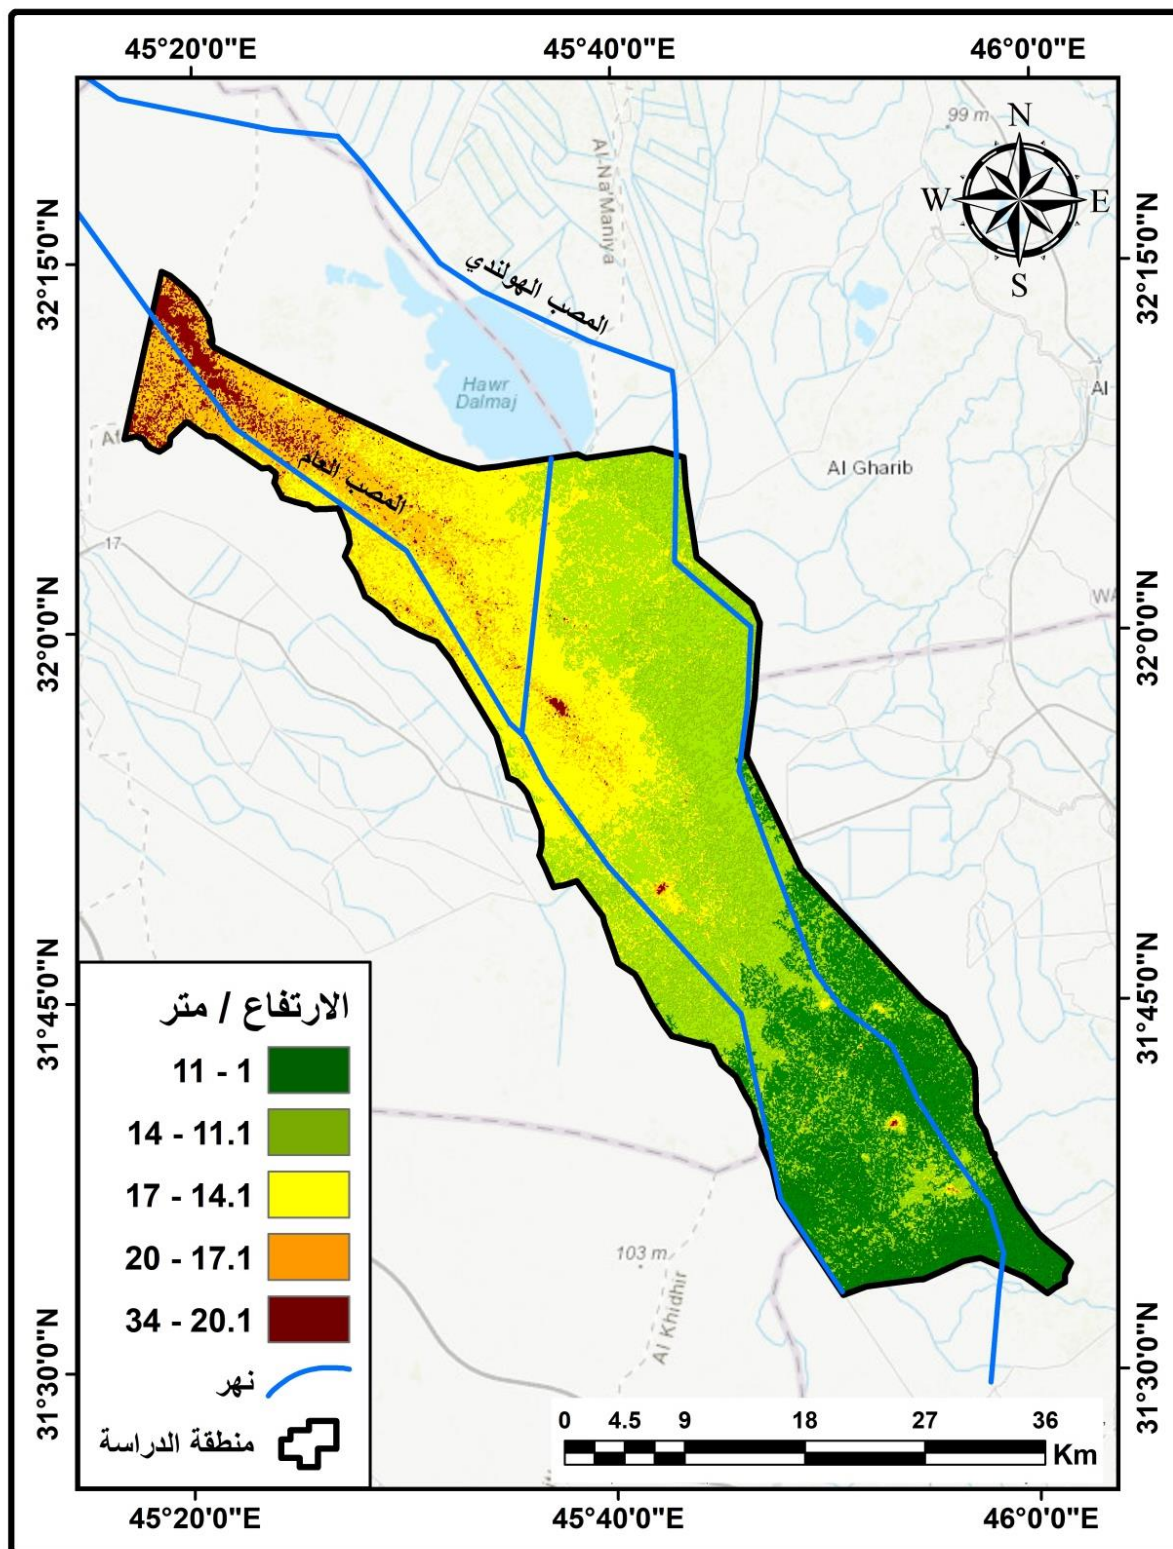 45°20'0"E
45°40'0"E
46°0'0"E
99 m
N
W
E
S
Al-Na'Maniya
32°15'0"N
32°15'0"N
المصب الهولندي
Hawr
Dalmaj
Al
Al Gharib
المصب العام
17
32°0'0"N
32°0'0"N
31°45'0"N
31°45'0"N
الارتفاع / متر
11 - 1
14 - 11.1
17 - 14.1
20 - 17.1
34 - 20.1
نهر
منطقة الدراسة
103 m
Al Khidhir
31°30'0"N
31°30'0"N
0 4.5 9 18 27 36
Km
45°20'0"E
45°40'0"E
46°0'0"E